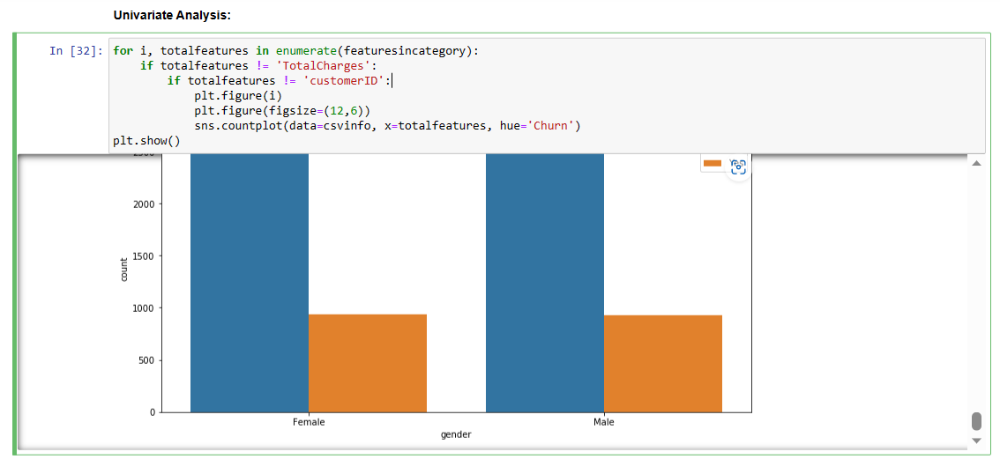 Univariate Analysis:
In [32]: for i, totalfeatures in enumerate(featuresincategory):
    if totalfeatures != 'TotalCharges':
        if totalfeatures != 'customerID':
            plt.figure(i)
            plt.figure(figsize=(12,6))
            sns.countplot(data=csvinfo, x=totalfeatures, hue='Churn')
plt.show()
2000
1500
count
1000
500
0
Female Male
gender